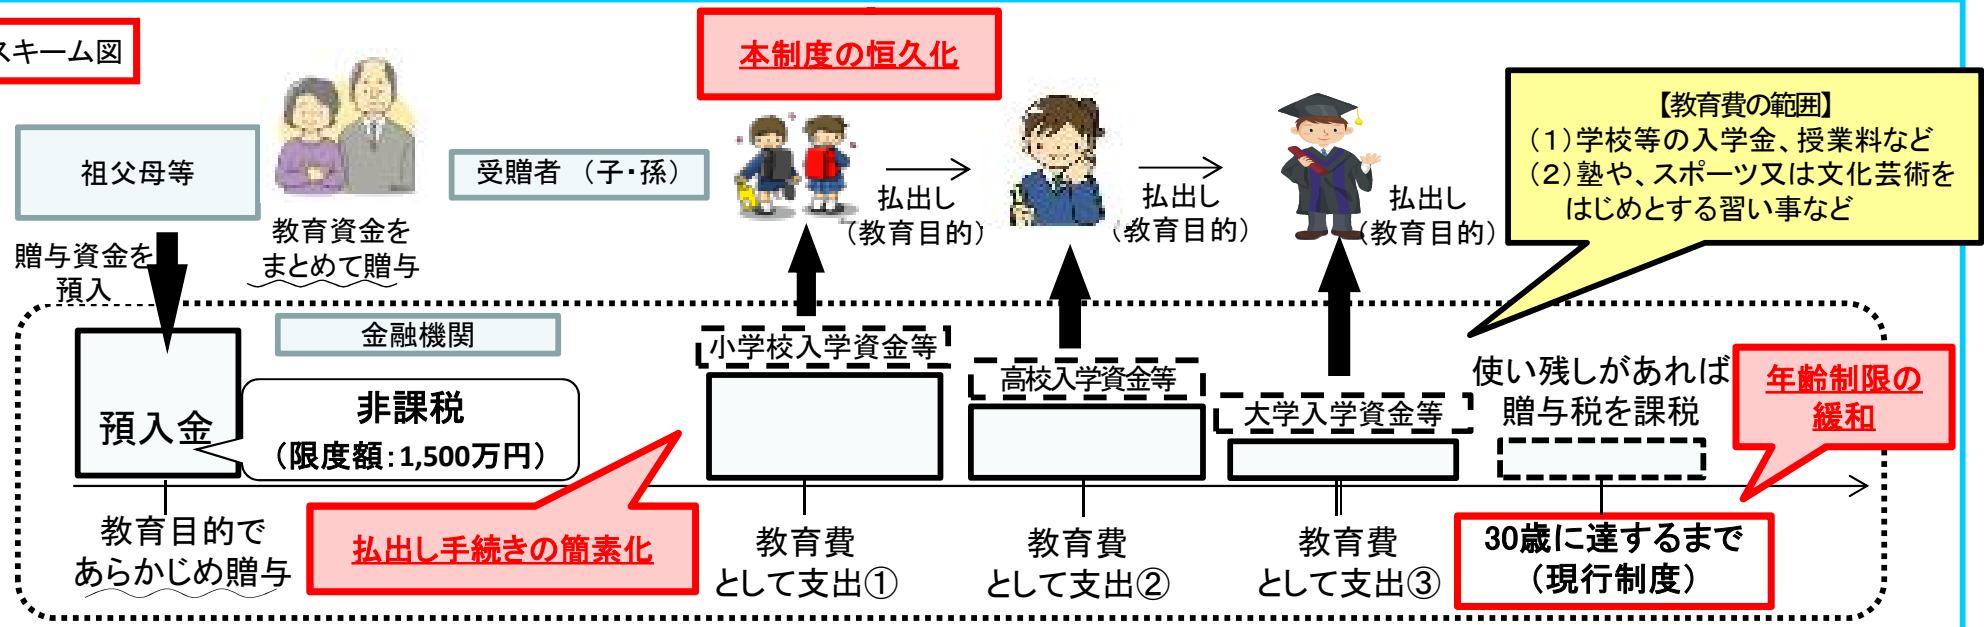 スキーム図
本制度の恒久化
祖父母等
教育資金を
まとめて贈与
受贈者 (子・孫)
払出し
(教育目的)
払出し
(教育目的)
払出し
(教育目的)
【教育費の範囲】
(1)学校等の入学金、授業料など
(2)塾や、スポーツ又は文化芸術を
はじめとする習い事など
贈与資金を
預入
金融機関
預入金
非課税
(限度額:1,500万円)
小学校入学資金等
高校入学資金等
大学入学資金等
使い残しがあれば
贈与税を課税
年齢制限の
緩和
教育目的で
あらかじめ贈与
払出し手続きの簡素化
教育費
として支出①
教育費
として支出②
教育費
として支出③
30歳に達するまで
(現行制度)